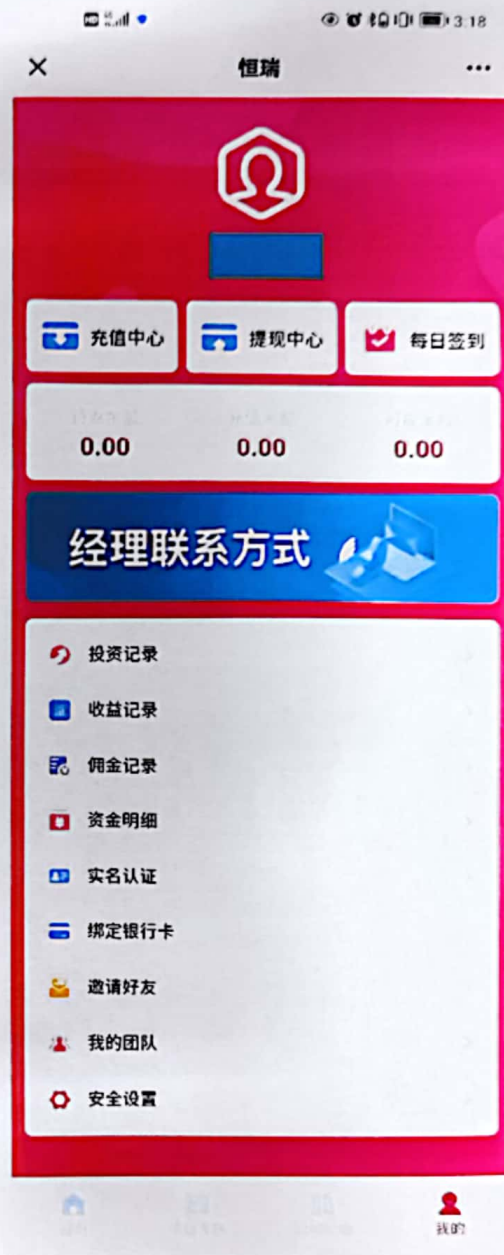 HD 3:18
恒瑞
充值中心 提现中心 每日签到
0.00 0.00 0.00
经理联系方式
投资记录
收益记录
佣金记录
资金明细
实名认证
绑定银行卡
邀请好友
我的团队
安全设置
我的